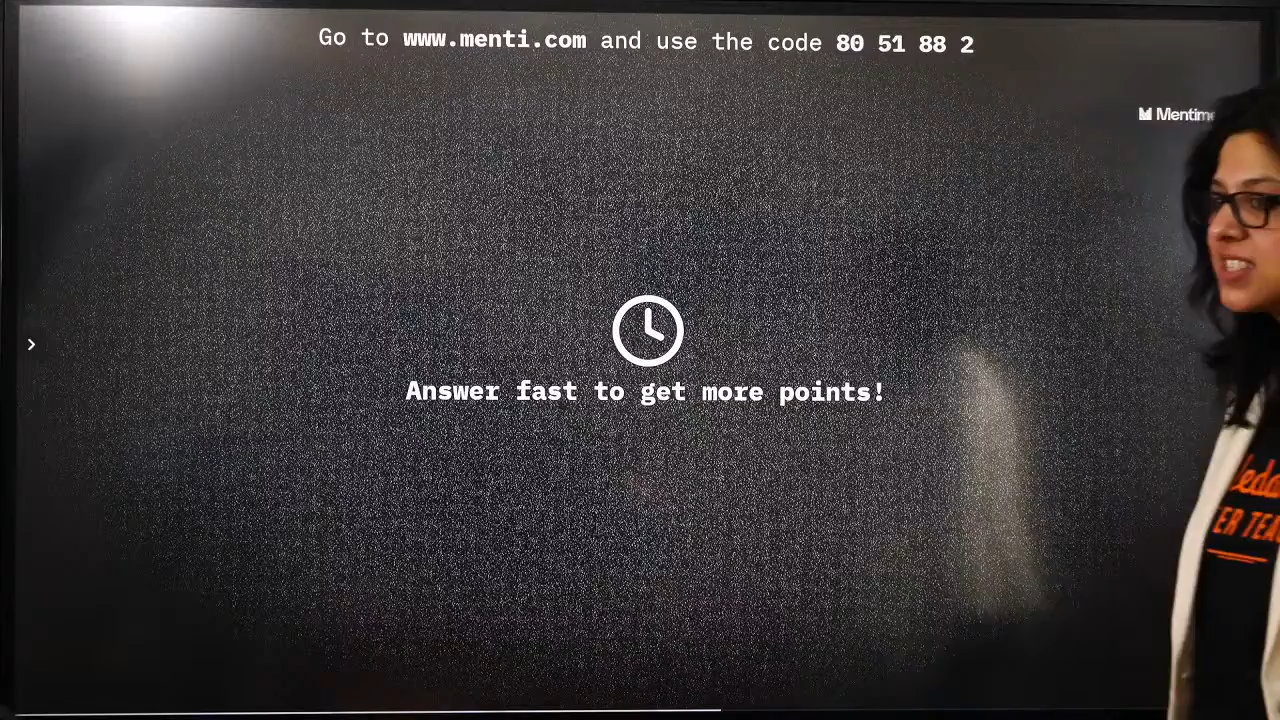 Go to www.menti.com and use the code 80 51 88 2
Answer fast to get more points!